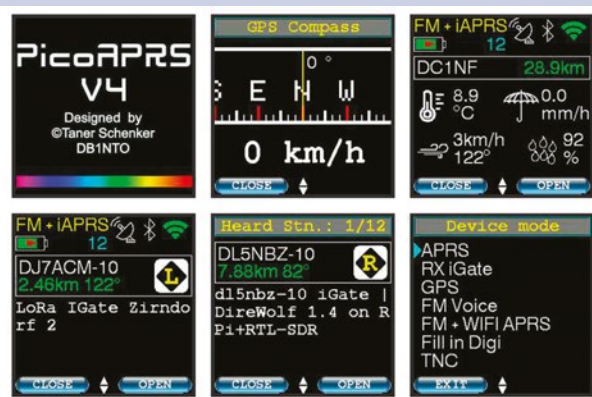 PicoAPRS
V4
Designed by
©Taner Schenker
DB1NTO
GPS Compass
0 °
S E N W
0 km/h
CLOSE
FM + iAPRS
12
DC1NF 28.9km
8.9
°C
0.0
mm/h
3km/h
122°
92
%
CLOSE OPEN
FM + iAPRS
12
DJ7ACM-10
2.46km 122°
L
LoRa IGate Zirndo
rf 2
CLOSE OPEN
Heard Stn.: 1/12
DL5NBZ-10
7.88km 82°
R
dl5nbz-10 iGate |
DireWolf 1.4 on R
Pi+RTL-SDR
CLOSE OPEN
Device mode
APRS
RX iGate
GPS
FM Voice
FM + WIFI APRS
Fill in Digi
TNC
EXIT